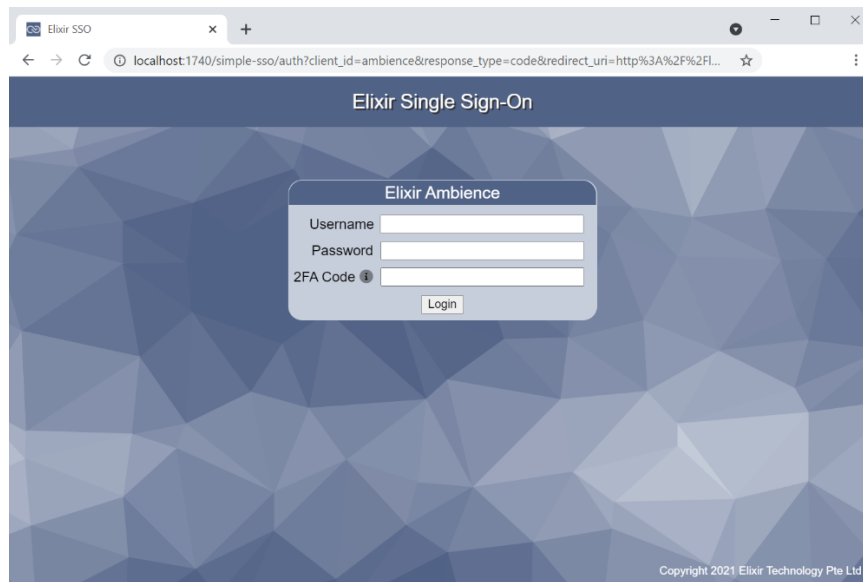 Elixir SSO
localhost:1740/simple-sso/auth?client_id=ambience&response_type=code&redirect_uri=http%3A%2F%2Fl...
Elixir Single Sign-On
Elixir Ambience
Username
Password
2FA Code
Login
Copyright 2021 Elixir Technology Pte Ltd